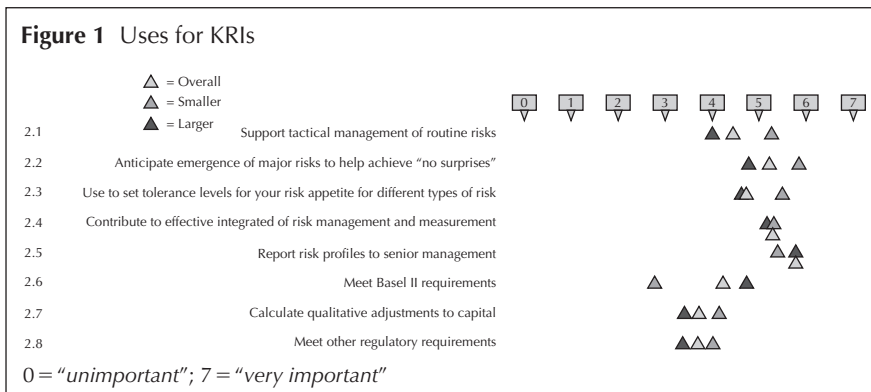 Figure 1 Uses for KRIs
= Overall
= Smaller
= Larger
0 1 2 3 4 5 6 7
2.1 Support tactical management of routine risks
2.2 Anticipate emergence of major risks to help achieve “no surprises”
2.3 Use to set tolerance levels for your risk appetite for different types of risk
2.4 Contribute to effective integrated of risk management and measurement
2.5 Report risk profiles to senior management
2.6 Meet Basel II requirements
2.7 Calculate qualitative adjustments to capital
2.8 Meet other regulatory requirements
0 = “unimportant”; 7 = “very important”